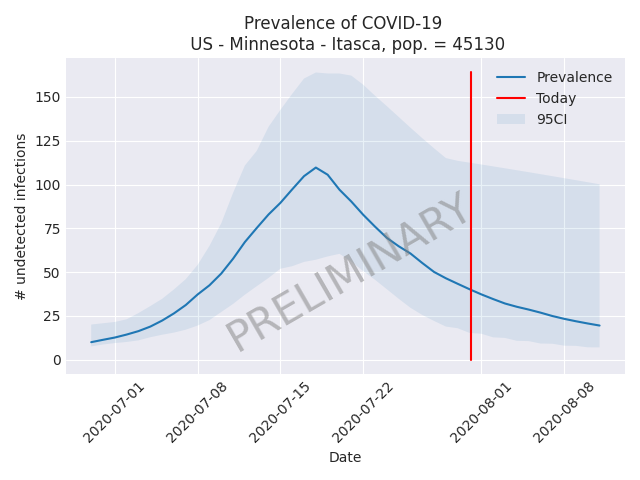 Prevalence of COVID-19
US - Minnesota - Itasca, pop. = 45130
Prevalence
Today
95CI
150
125
100
75
50
25
0
# undetected infections
PRELIMINARY
2020-07-01
2020-07-08
2020-07-15
2020-07-22
2020-08-01
2020-08-08
Date